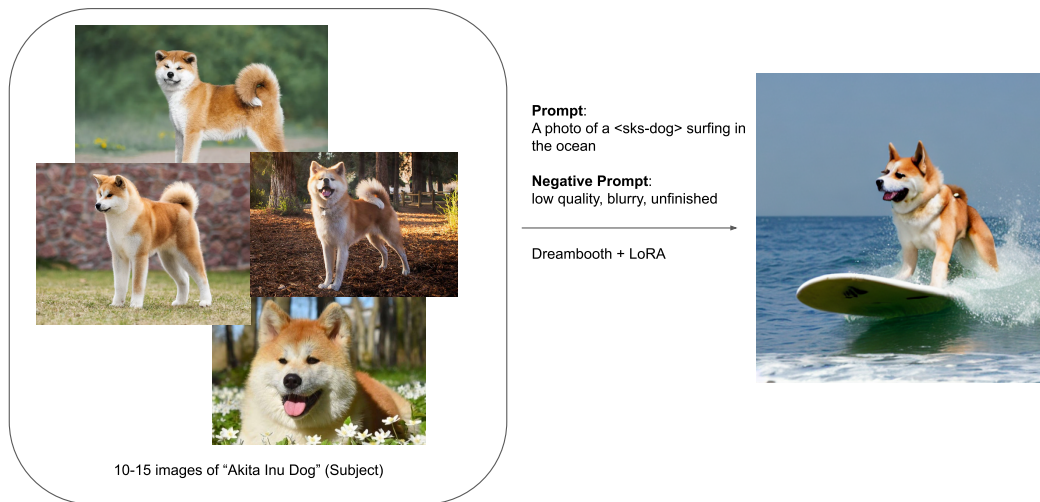 Prompt:
A photo of a <sks-dog> surfing in
the ocean
Negative Prompt:
low quality, blurry, unfinished
Dreambooth + LoRA
10-15 images of “Akita Inu Dog” (Subject)